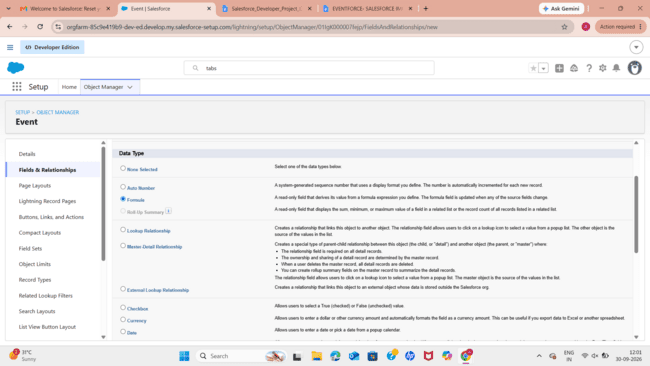 Welcome to Salesforce: Reset y
Event | Salesforce
Salesforce_Developer_Project_
EVENTFORCE- SALESFORCE
Ask Gemini
Action required
Developer Edition
tabs
Setup
Home
Object Manager
SETUP > OBJECT MANAGER
Event
Details
Fields & Relationships
Page Layouts
Lightning Record Pages
Buttons, Links, and Actions
Compact Layouts
Field Sets
Object Limits
Record Types
Related Lookup Filters
Search Layouts
List View Button Layout
Data Type
None Selected
Select one of the data types below.
Auto Number
A system-generated sequence number that uses a display format you define. The number is automatically incremented for each new record.
Formula
A read-only field that derives its value from a formula expression you define. The formula field is updated when any of the source fields change.
Roll-Up Summary
A read-only field that displays the sum, minimum, or maximum value of a field in a related list or the record count of all records listed in a related list.
Lookup Relationship
Creates a relationship that links this object to another object. The relationship field allows users to click on a lookup icon to select a value from a popup list. The other object is the
source of the values in the list.
Master-Detail Relationship
Creates a special type of parent-child relationship between this object (the child, or "detail") and another object (the parent, or "master") where:
• The relationship field is required on all detail records.
• The ownership and sharing of a detail record are determined by the master record.
• When a user deletes the master record, all detail records are deleted.
• You can create rollup summary fields on the master record to summarize the detail records.
The relationship field allows users to click on a lookup icon to select a value from a popup list. The master object is the source of the values in the list.
External Lookup Relationship
Creates a relationship that links this object to an external object whose data is stored outside the Salesforce org.
Checkbox
Allows users to select a True (checked) or False (unchecked) value.
Currency
Allows users to enter a dollar or other currency amount and automatically formats the field as a currency amount. This can be useful if you export data to Excel or another spreadsheet.
Date
Allows users to enter a date or pick a date from a popup calendar.
31°C
Sunny
Search
ENG
IN
12:01
30-09-2026